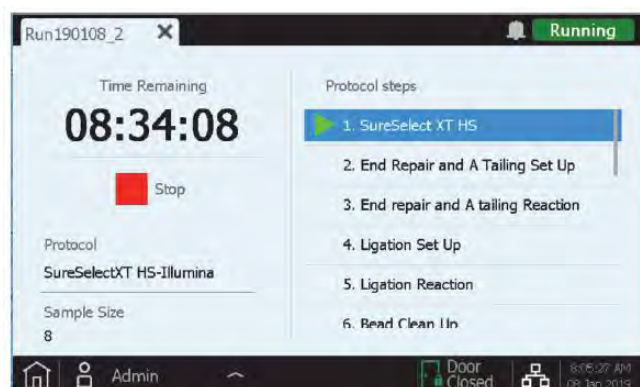 Run190108_2
Running
Time Remaining
08:34:08
Stop
Protocol
SureSelectXT HS-Illumina
Sample Size
8
Protocol steps
1. SureSelect XT HS
2. End Repair and A Tailing Set Up
3. End repair and A tailing Reaction
4. Ligation Set Up
5. Ligation Reaction
6. Bead Clean Up
Admin
Door
Closed
8:05:27 AM
08 Jan 2019